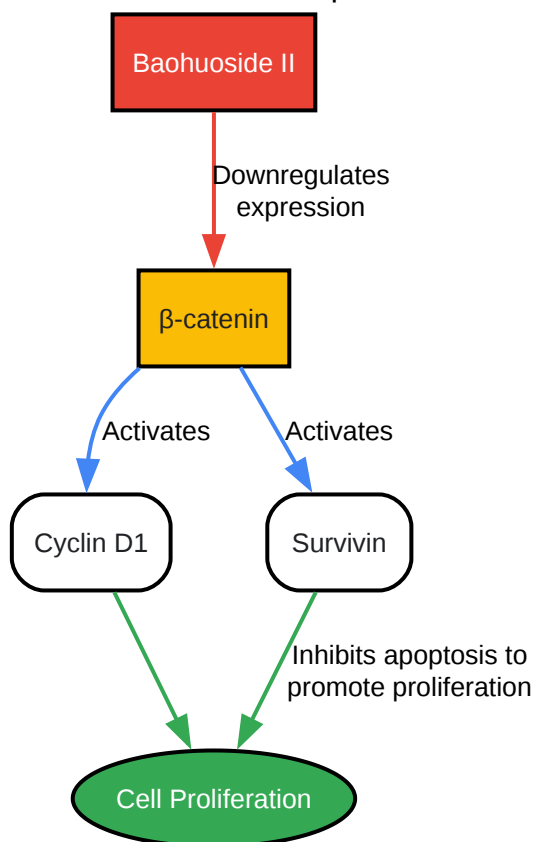 Baohuoside II
Downregulates
expression
β-catenin
Activates
Activates
Cyclin D1
Survivin
Inhibits apoptosis to
promote proliferation
Cell Proliferation